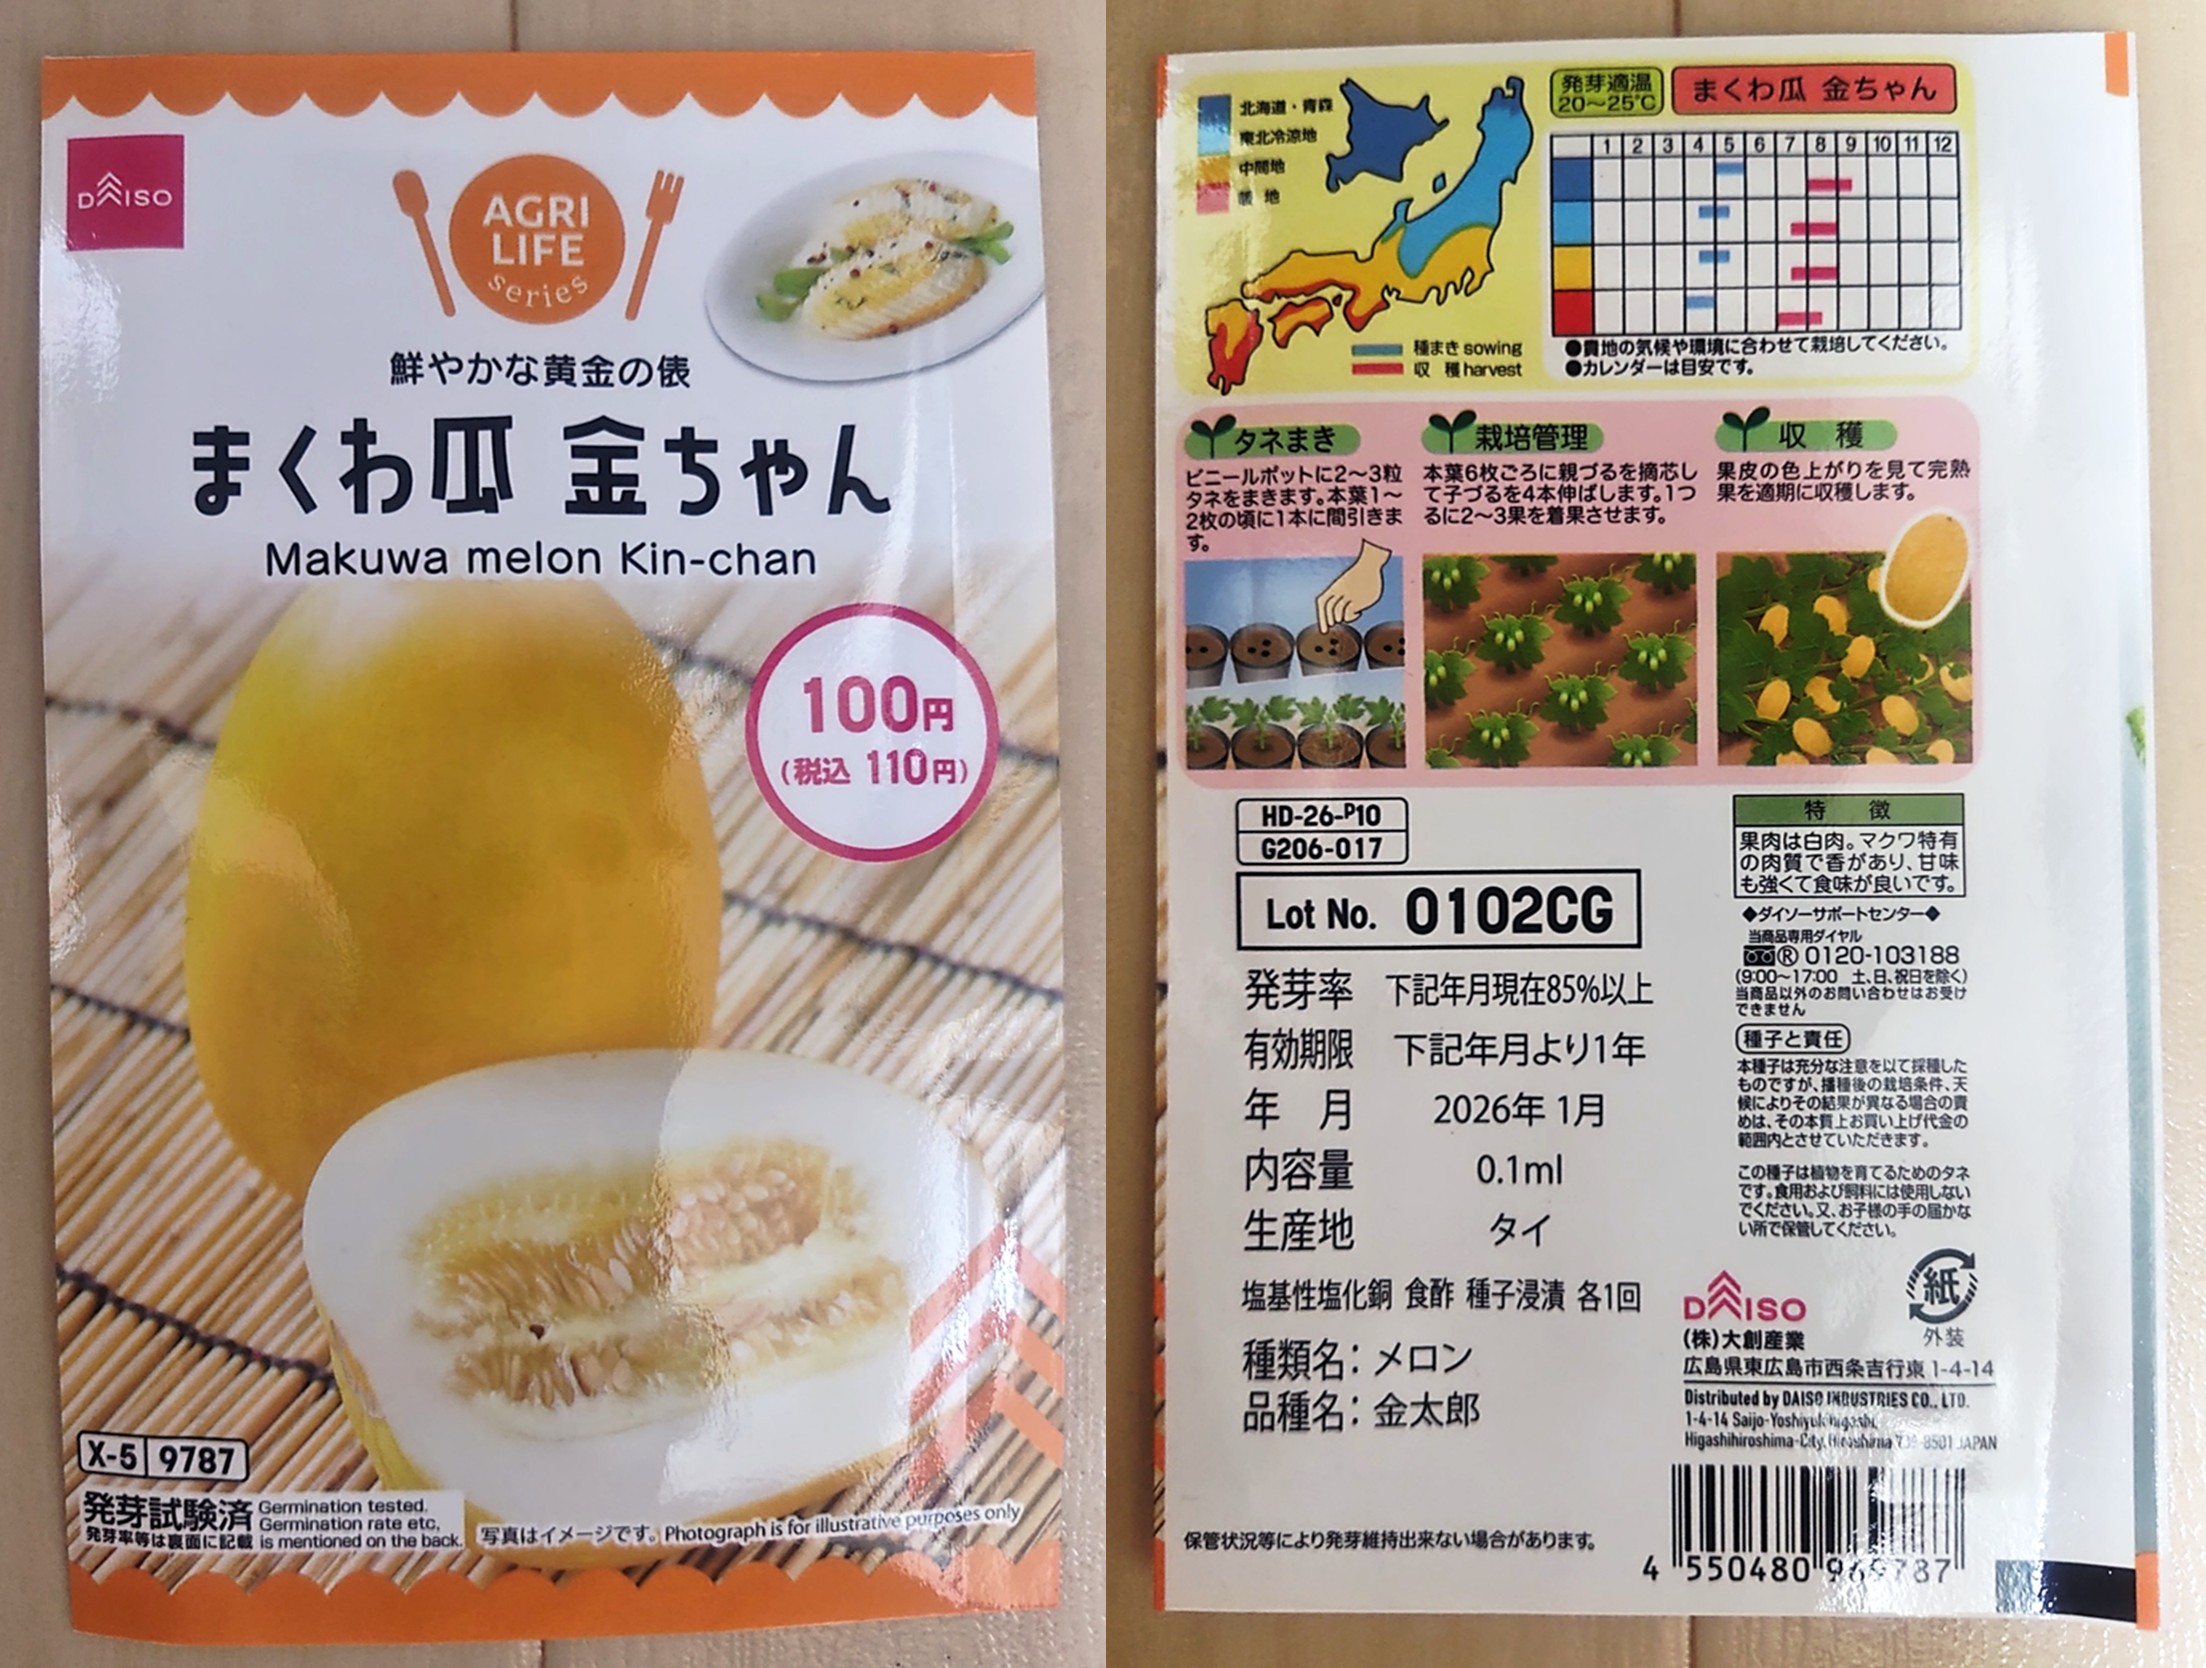 DAISO
AGRI
LIFE
series
鮮やかな黄金の俵
まくわ瓜 金ちゃん
Makuwa melon Kin-chan
100円
(税込 110円)
X-5 9787
発芽試験済 Germination tested.
Germination rate etc,
発芽率等は裏面に記載 is mentioned on the back.
写真はイメージです。Photograph is for illustrative purposes only
北海道・青森
東北冷涼地
中間地
暖 地
種まき sowing
収 穫 harvest
発芽適温
20〜25℃
まくわ瓜 金ちゃん
1 2 3 4 5 6 7 8 9 10 11 12
●貴地の気候や環境に合わせて栽培してください。
●カレンダーは目安です。
タネまき
ビニールポットに2〜3粒
タネをまきます。本葉1〜
2枚の頃に1本に間引きま
す。
栽培管理
本葉6枚ごろに親づるを摘芯し
て子づるを4本伸ばします。1つ
るに2〜3果を着果させます。
収 穫
果皮の色上がりを見て完熟
果を適期に収穫します。
HD-26-P10
G206-017
Lot No. 0102CG
発芽率 下記年月現在85%以上
有効期限 下記年月より1年
年 月 2026年 1月
内容量 0.1ml
生産地 タイ
塩基性塩化銅 食酢 種子浸漬 各1回
種類名：メロン
品種名：金太郎
保管状況等により発芽維持出来ない場合があります。
特 徴
果肉は白肉。マクワ特有
の肉質で香があり、甘味
も強くて食味が良いです。
◆ダイソーサポートセンター◆
当商品専用ダイヤル
® 0120-103188
(9:00〜17:00 土、日、祝日を除く)
当商品以外のお問い合わせはお受け
できません
種子と責任
本種子は充分な注意を以て採種した
ものですが、播種後の栽培条件、天
候によりその結果が異なる場合の責
めは、その本質上お買い上げ代金の
範囲内とさせていただきます。
この種子は植物を育てるためのタネ
です。食用および飼料には使用しない
でください。又、お子様の手の届かな
い所で保管してください。
紙
外装
DAISO
(株)大創産業
広島県東広島市西条吉行東 1-4-14
Distributed by DAISO INDUSTRIES CO., LTD.
1-4-14 Saijo-Yoshiyukihigashi,
Higashihiroshima-City, Hiroshima 739-8501 JAPAN
4 550480 969787